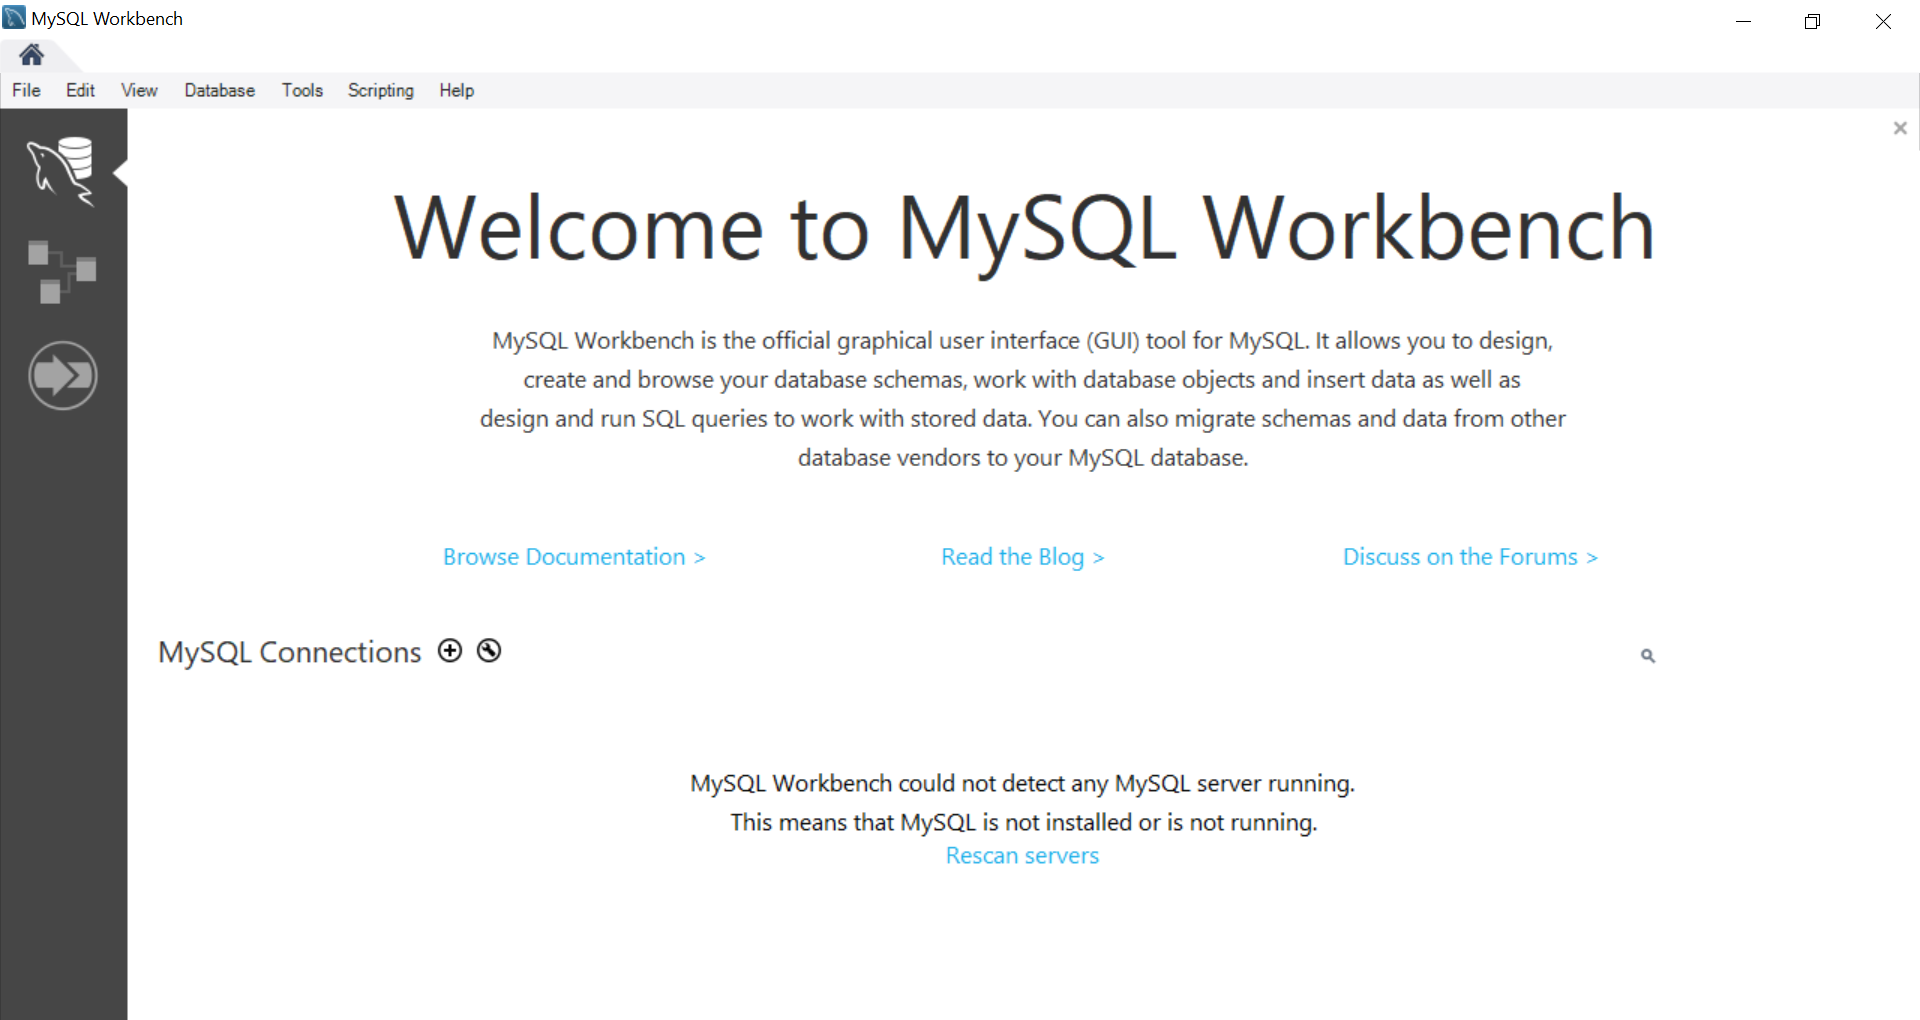 MySQL Workbench
File Edit View Database Tools Scripting Help
Welcome to MySQL Workbench
MySQL Workbench is the official graphical user interface (GUI) tool for MySQL. It allows you to design,
create and browse your database schemas, work with database objects and insert data as well as
design and run SQL queries to work with stored data. You can also migrate schemas and data from other
database vendors to your MySQL database.
Browse Documentation > Read the Blog > Discuss on the Forums >
MySQL Connections
MySQL Workbench could not detect any MySQL server running.
This means that MySQL is not installed or is not running.
Rescan servers